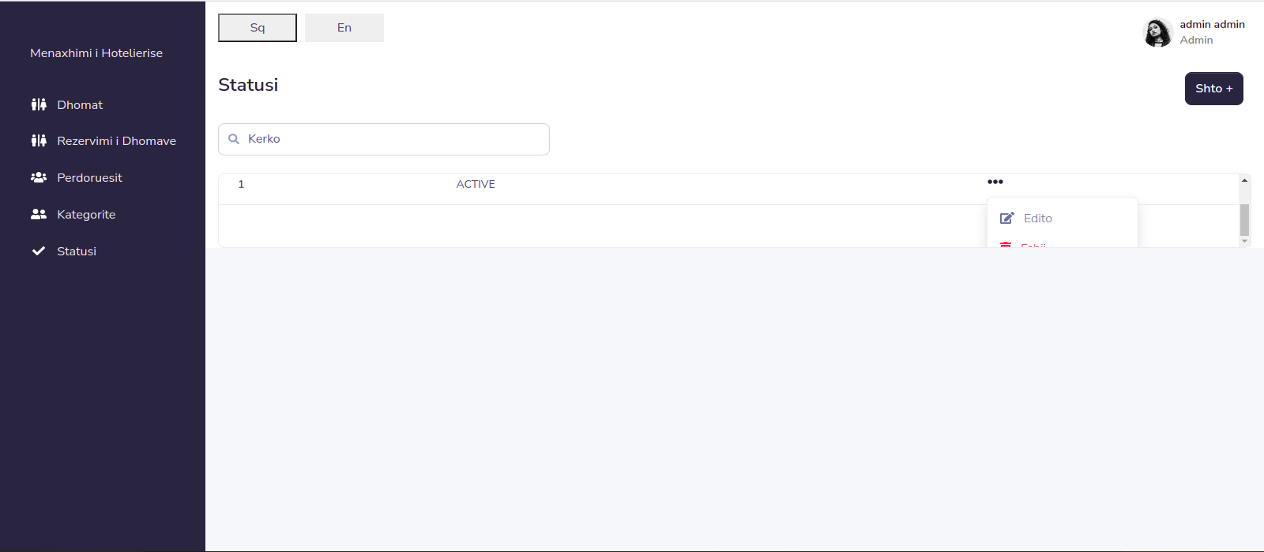 Menaxhimi i Hotelierise
Dhomat
Rezervimi i Dhomave
Perdoruesit
Kategorite
Statusi
Sq
En
admin admin
Admin
Statusi
Shto +
Kerko
1
ACTIVE
Edito